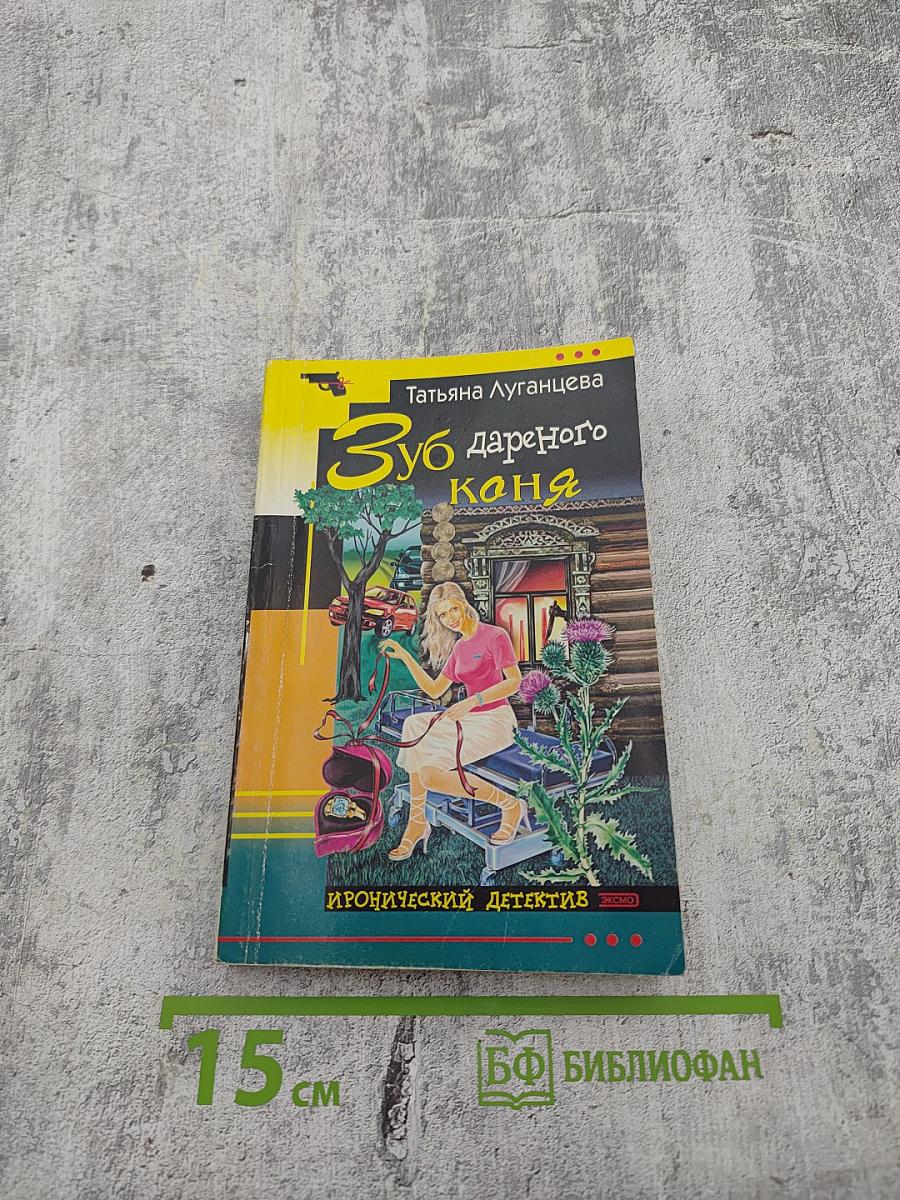 Татьяна Луганцева
Зуб дареного
коня
ИРОНИЧЕСКИЙ ДЕТЕКТИВ ЭКСМО
15 см
БФ БИБЛИОФАН